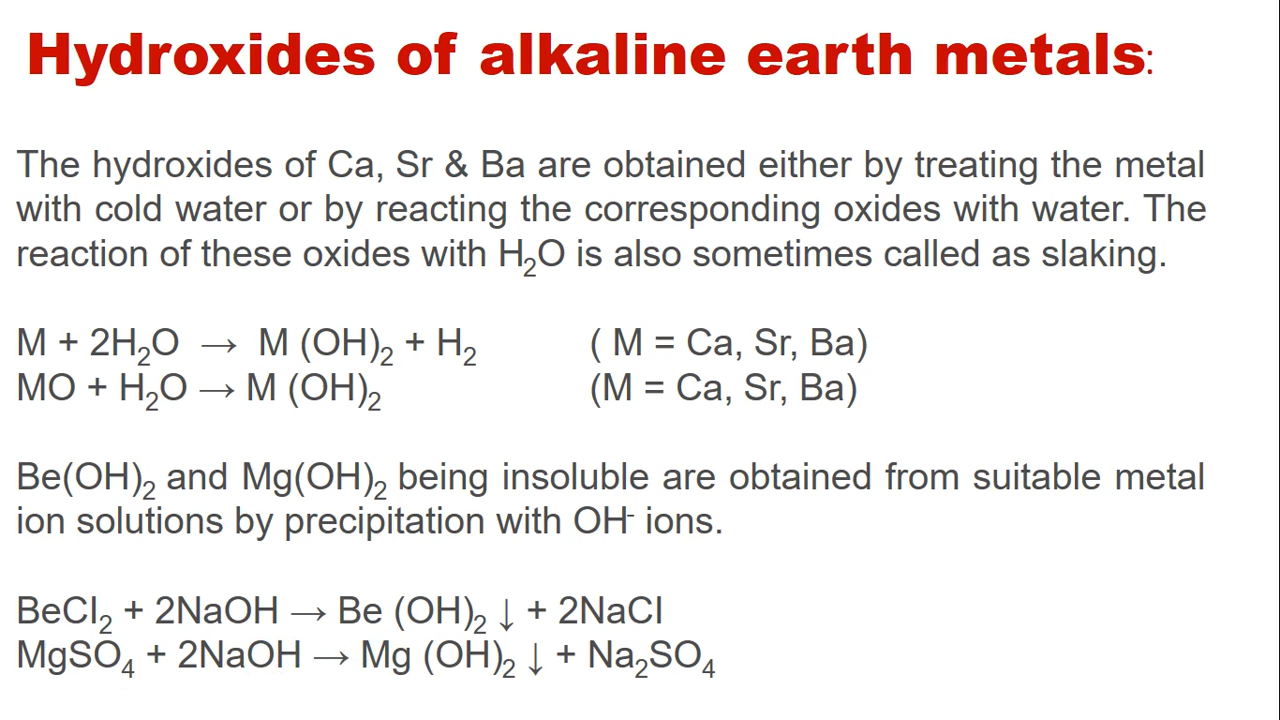 Hydroxides of alkaline earth metals:
The hydroxides of Ca, Sr & Ba are obtained either by treating the metal
with cold water or by reacting the corresponding oxides with water. The
reaction of these oxides with H₂O is also sometimes called as slaking.
M + 2H₂O → M (OH)₂ + H₂ ( M = Ca, Sr, Ba)
MO + H₂O → M (OH)₂ (M = Ca, Sr, Ba)
Be(OH)₂ and Mg(OH)₂ being insoluble are obtained from suitable metal
ion solutions by precipitation with OH⁻ ions.
BeCl₂ + 2NaOH → Be (OH)₂ ↓ + 2NaCl
MgSO₄ + 2NaOH → Mg (OH)₂ ↓ + Na₂SO₄